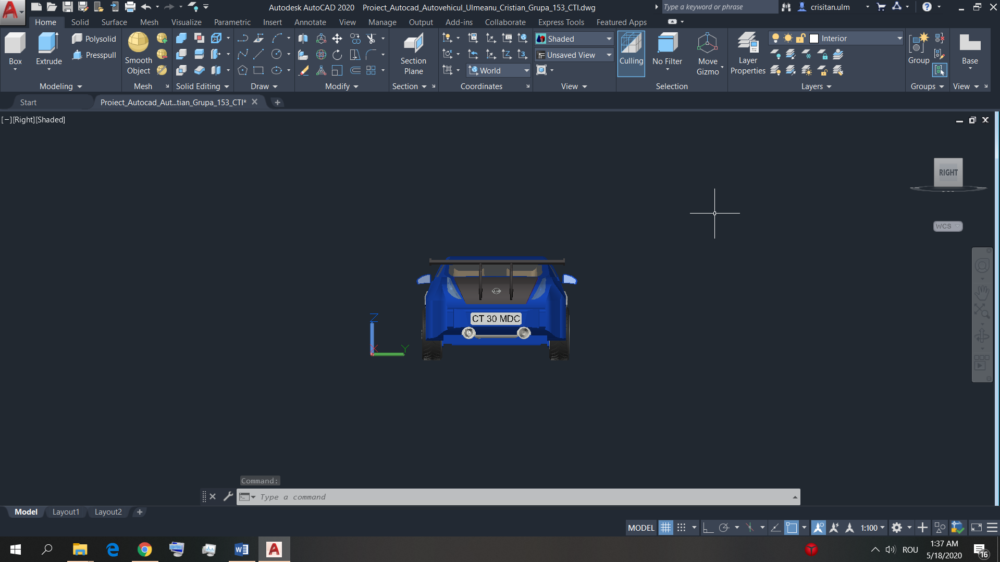 Autodesk AutoCAD 2020 Proiect_Autocad_Autovehicul_Ulmeanu_Cristian_Grupa_153_CTI.dwg
Type a keyword or phrase
crisitan.ulm
Home Solid Surface Mesh Visualize Parametric Insert Annotate View Manage Output Add-ins Collaborate Express Tools Featured Apps
Box
Extrude
Polysolid
Presspull
Smooth
Object
Section
Plane
Shaded
Unsaved View
World
Culling
No Filter
Move
Gizmo
Layer
Properties
Interior
Group
Base
Modeling Mesh Solid Editing Draw Modify Section Coordinates View Selection Layers Groups View
Start Proiect_Autocad_Aut...tian_Grupa_153_CTI*
[−][Right][Shaded]
RIGHT
WCS
Z
X
Y
CT 30 MDC
Command:
Type a command
Model Layout1 Layout2
MODEL 1:100
ROU
1:37 AM
5/18/2020
16